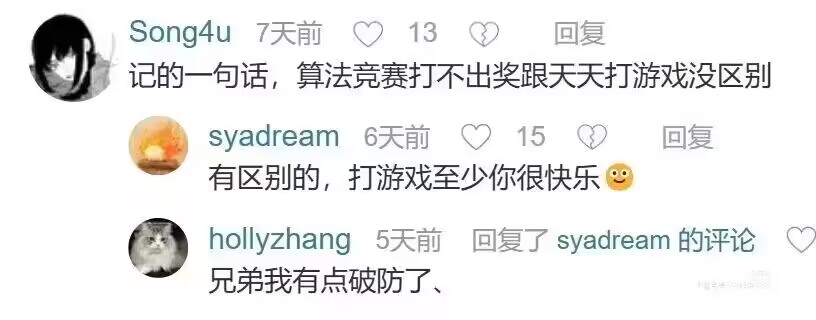 Song4u 7天前 13 回复
记的一句话，算法竞赛打不出奖跟天天打游戏没区别
syadream 6天前 15 回复
有区别的，打游戏至少你很快乐
hollyzhang 5天前 回复了 syadream 的评论
兄弟我有点破防了、